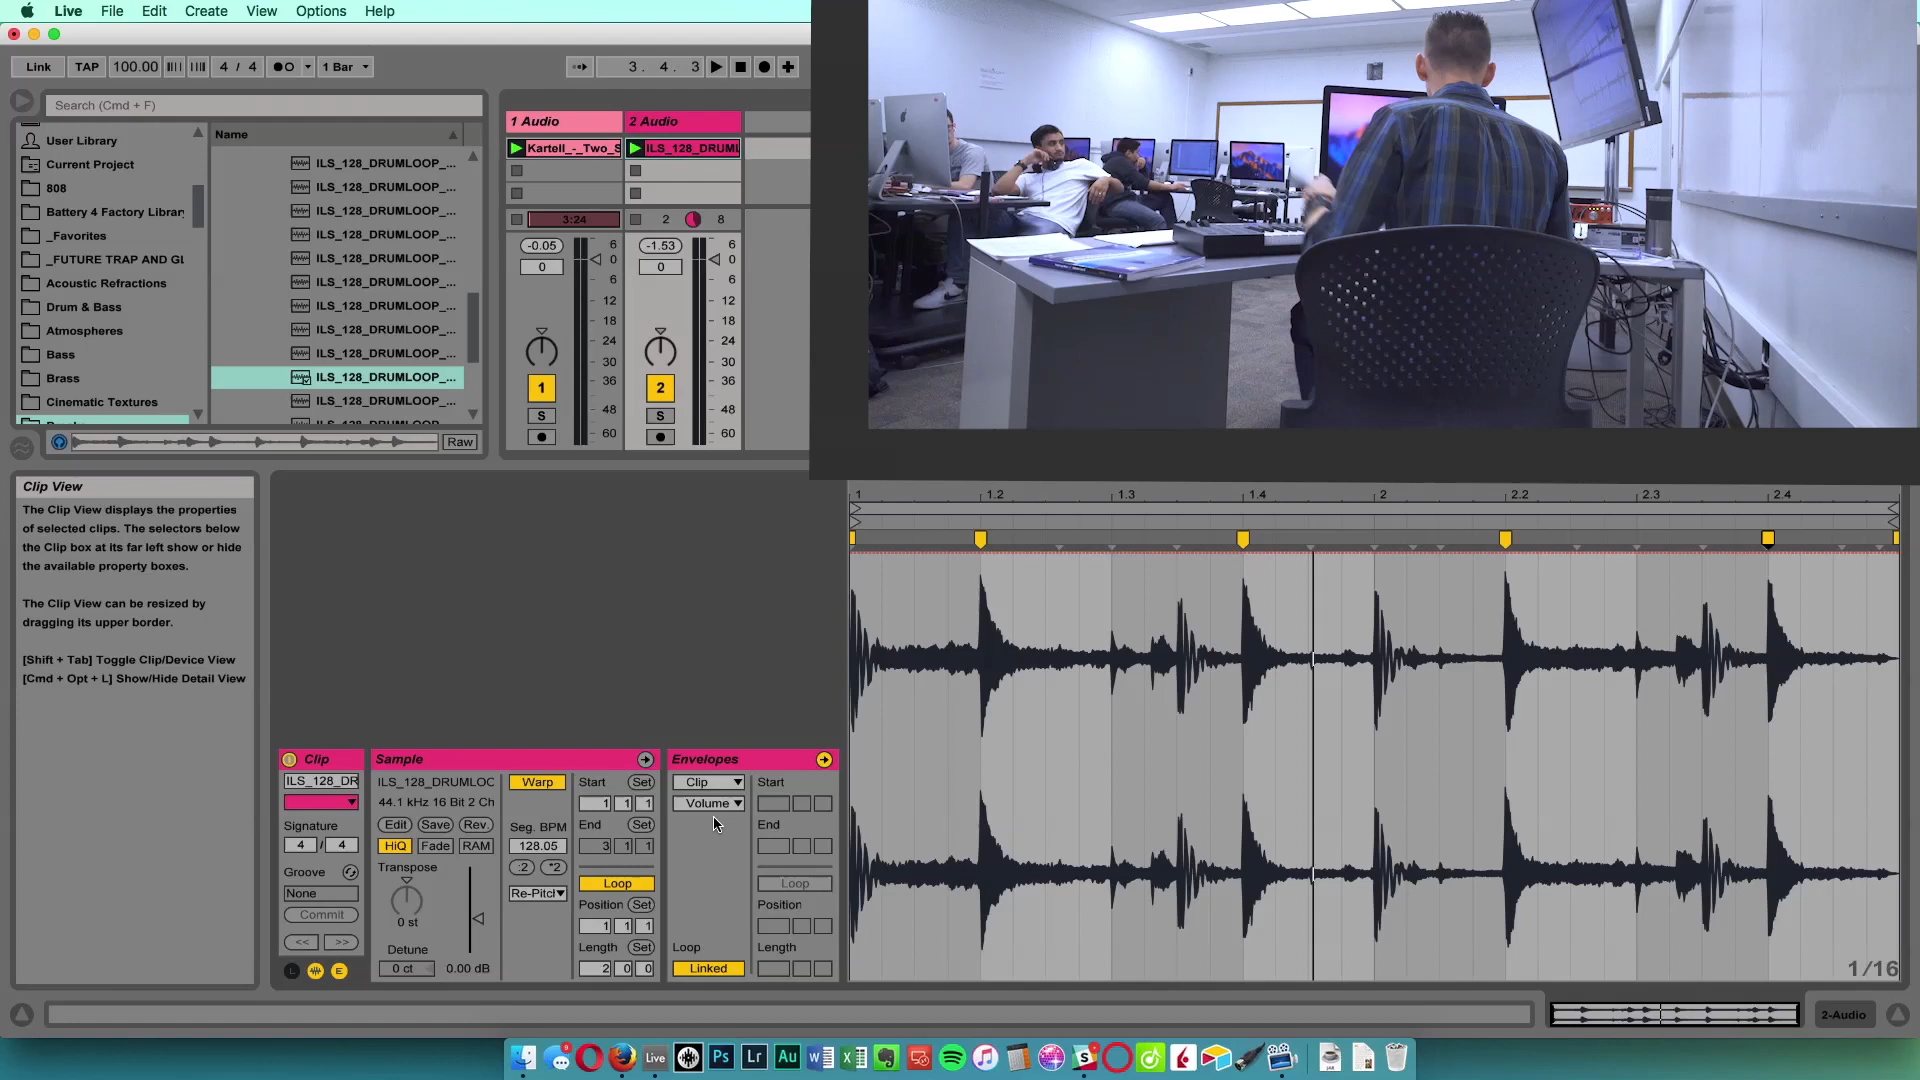 Live File Edit Create View Options Help
Link TAP 100.00 4 / 4 1 Bar 3. 4. 3
Search (Cmd + F)
User Library
Current Project
808
Battery 4 Factory Library
_Favorites
_FUTURE TRAP AND GL
Acoustic Refractions
Drum & Bass
Atmospheres
Bass
Brass
Cinematic Textures
Name
ILS_128_DRUMLOOP_...
ILS_128_DRUMLOOP_...
ILS_128_DRUMLOOP_...
ILS_128_DRUMLOOP_...
ILS_128_DRUMLOOP_...
ILS_128_DRUMLOOP_...
ILS_128_DRUMLOOP_...
ILS_128_DRUMLOOP_...
ILS_128_DRUMLOOP_...
ILS_128_DRUMLOOP_...
ILS_128_DRUMLOOP_...
Raw
1 Audio 2 Audio
Kartell_-_Two_S ILS_128_DRUML
3:24 2 8
-0.05 -1.53
0 0
6 6
0 0
6 6
12 12
18 18
24 24
30 30
36 36
48 48
60 60
1 2
S S
Clip View
The Clip View displays the properties
of selected clips. The selectors below
the Clip box at its far left show or hide
the available property boxes.
The Clip View can be resized by
dragging its upper border.
[Shift + Tab] Toggle Clip/Device View
[Cmd + Opt + L] Show/Hide Detail View
Clip
ILS_128_DR
Signature
4 / 4
Groove
None
Commit
<< >>
L E
Sample
ILS_128_DRUMLOC
44.1 kHz 16 Bit 2 Ch
Edit Save Rev.
HiQ Fade RAM
Transpose
0 st
Detune
0 ct 0.00 dB
Warp
Seg. BPM
128.05
:2 *2
Re-Pitch
Start Set
1 1 1
End Set
3 1 1
Loop
Position Set
1 1 1
Length Set
2 0 0
Envelopes
Clip
Volume
Loop
Linked
Start
End
Loop
Position
Length
1 1.2 1.3 1.4 2 2.2 2.3 2.4
1/16
2-Audio
9 Live Ps Lr Au